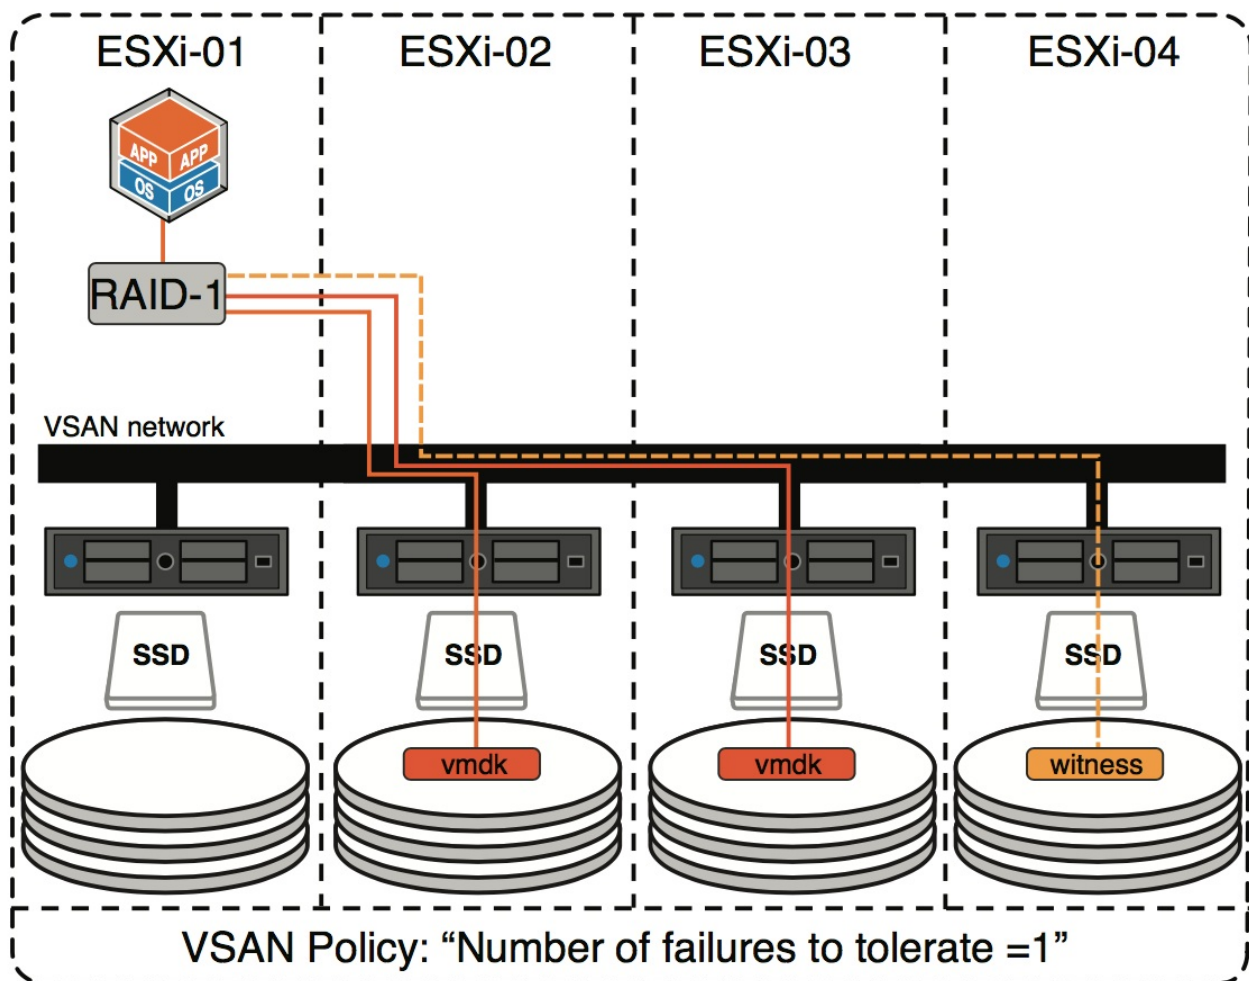 ESXi-01
ESXi-02
ESXi-03
ESXi-04
APP APP
OS OS
RAID-1
VSAN network
SSD
SSD
SSD
SSD
vmdk
vmdk
witness
VSAN Policy: “Number of failures to tolerate =1”